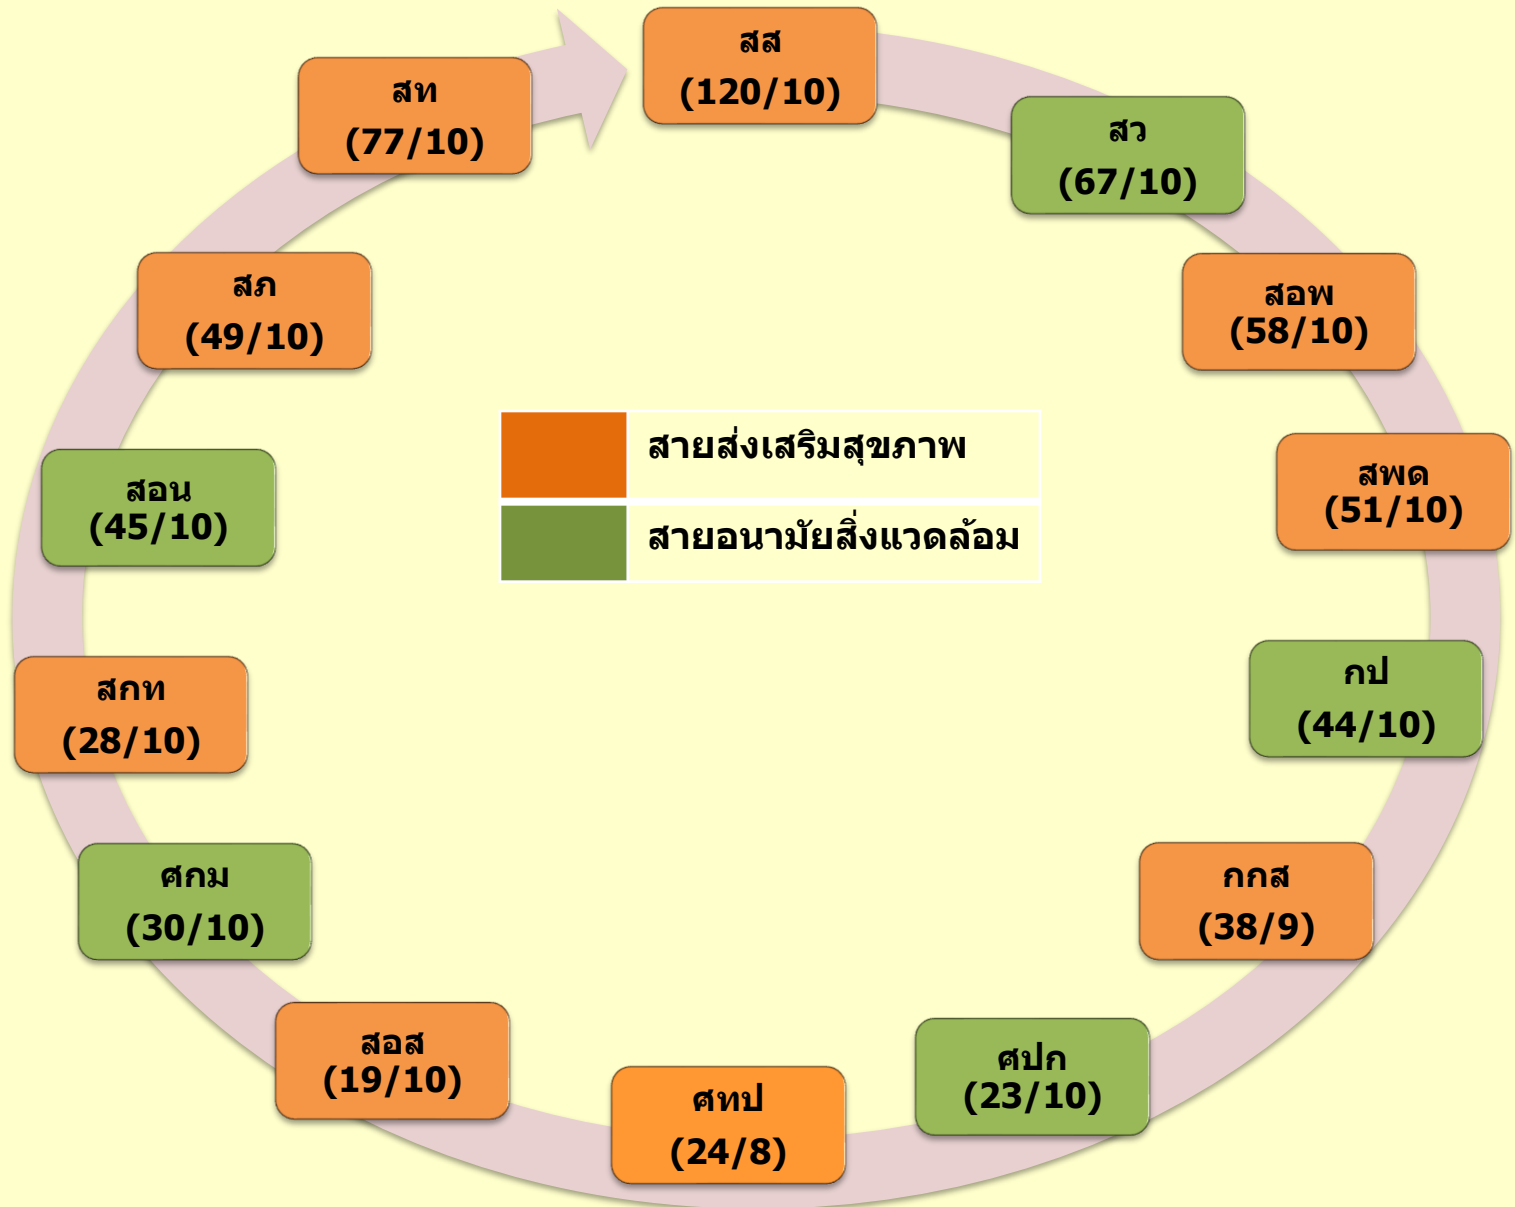 สส
(120/10)
สว
(67/10)
สอพ
(58/10)
สพด
(51/10)
กป
(44/10)
กกส
(38/9)
ศปก
(23/10)
ศทป
(24/8)
สอส
(19/10)
ศกม
(30/10)
สกท
(28/10)
สอน
(45/10)
สภ
(49/10)
สท
(77/10)
สายส่งเสริมสุขภาพ
สายอนามัยสิ่งแวดล้อม